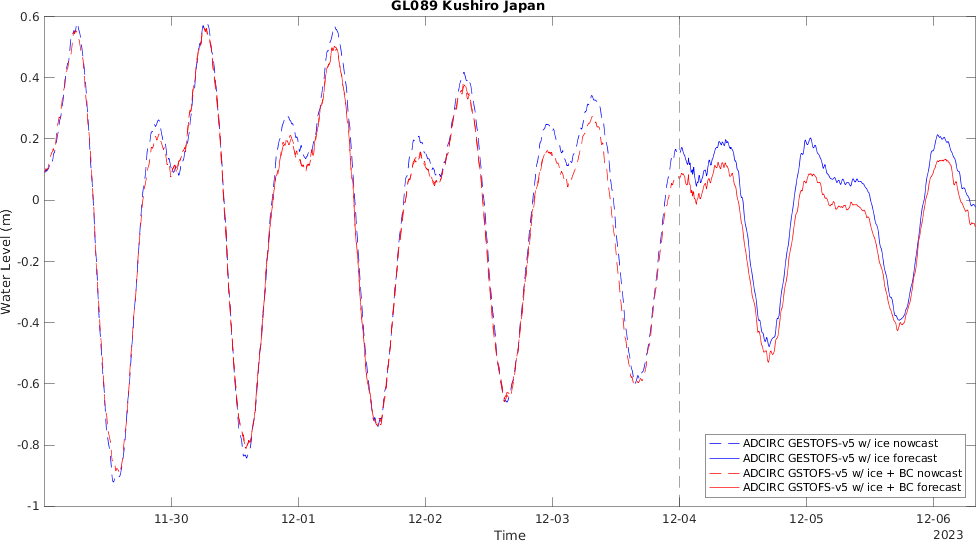 GL089 Kushiro Japan
0.6
0.4
0.2
0
-0.2
-0.4
-0.6
-0.8
-1
Water Level (m)
ADCIRC GESTOFS-v5 w/ ice nowcast
ADCIRC GESTOFS-v5 w/ ice forecast
ADCIRC GSTOFS-v5 w/ ice + BC nowcast
ADCIRC GSTOFS-v5 w/ ice + BC forecast
11-30 12-01 12-02 12-03 12-04 12-05 12-06
Time
2023